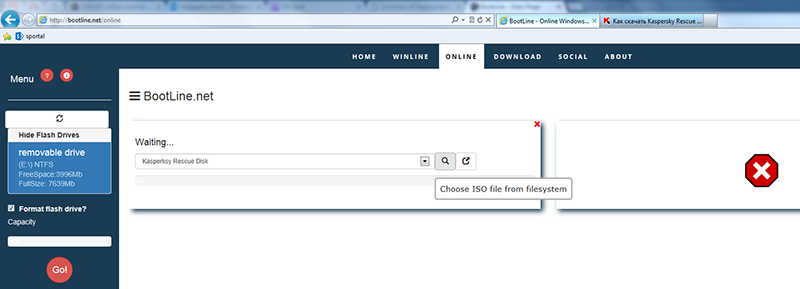 http://bootline.net/online
BootLine - Online Windows...
Как скачать Kaspersky Rescue ...
sportal
HOME WINLINE ONLINE DOWNLOAD SOCIAL ABOUT
Menu ?
BootLine.net
Hide Flash Drives
removable drive
(E:\) NTFS
FreeSpace:3996Mb
FullSize: 7639Mb
Waiting...
Kasperksy Rescue Disk
Choose ISO file from filesystem
Format flash drive?
Capacity
Go!